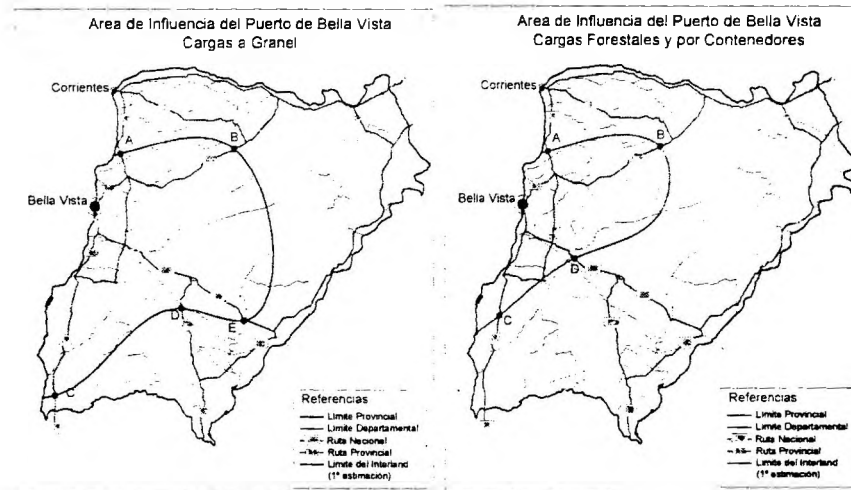 Area de Influencia del Puerto de Bella Vista
Cargas a Granel
Corrientes
A
B
Bella Vista
D
E
C
Referencias
Limite Provincial
Limite Departamental
Ruta Nacional
Ruta Provincial
Limite del Interland
(1° estimación)
Area de Influencia del Puerto de Bella Vista
Cargas Forestales y por Contenedores
Corrientes
A
B
Bella Vista
D
C
Referencias
Limite Provincial
Limite Departamental
Ruta Nacional
Ruta Provincial
Limite del Interland
(1° estimación)